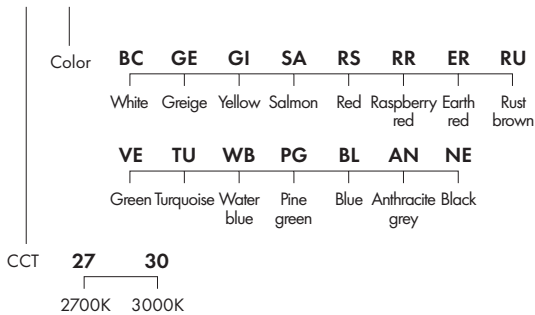 Color BC GE GI SA RS RR ER RU
White Greige Yellow Salmon Red Raspberry red Earth red Rust brown
VE TU WB PG BL AN NE
Green Turquoise Water blue Pine green Blue Anthracite grey Black
CCT 27 30
2700K 3000K